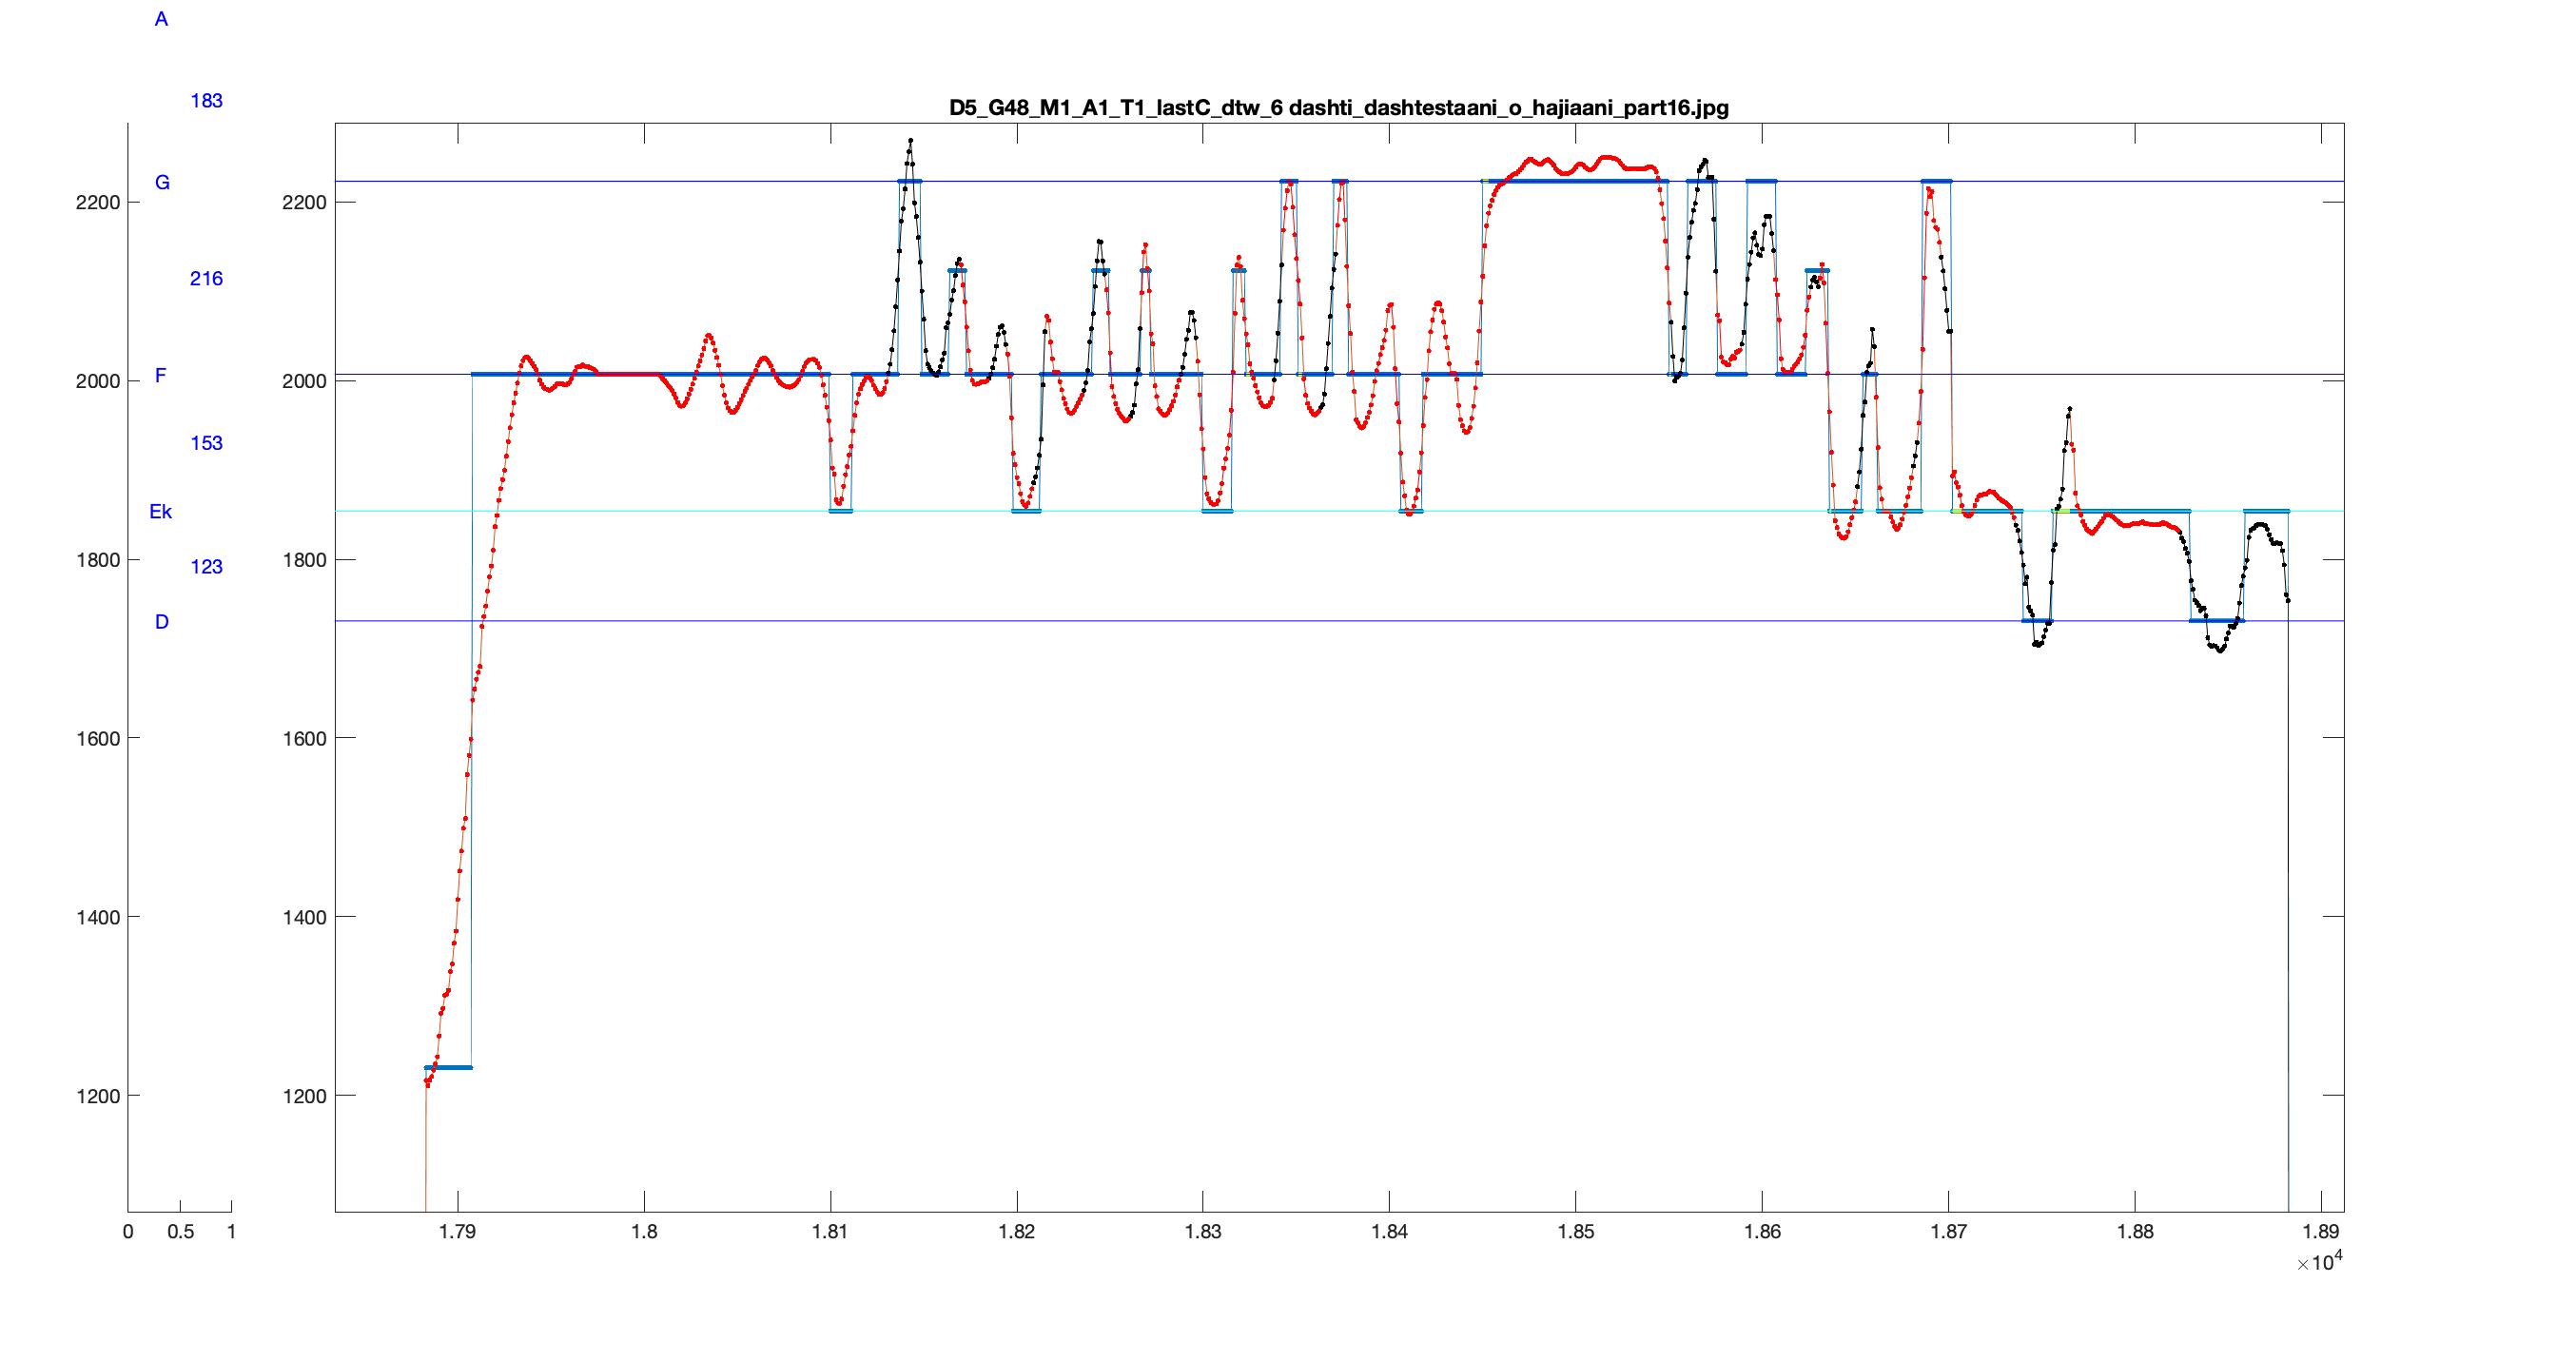 A
183
D5_G48_M1_A1_T1_lastC_dtw_6 dashti_dashtestaani_o_hajiaani_part16.jpg
G
2200 2200
216
F
2000 2000
153
Ek
1800 1800
123
D
1600 1600
1400 1400
1200 1200
0 0.5 1 1.79 1.8 1.81 1.82 1.83 1.84 1.85 1.86 1.87 1.88 1.89
×10⁴